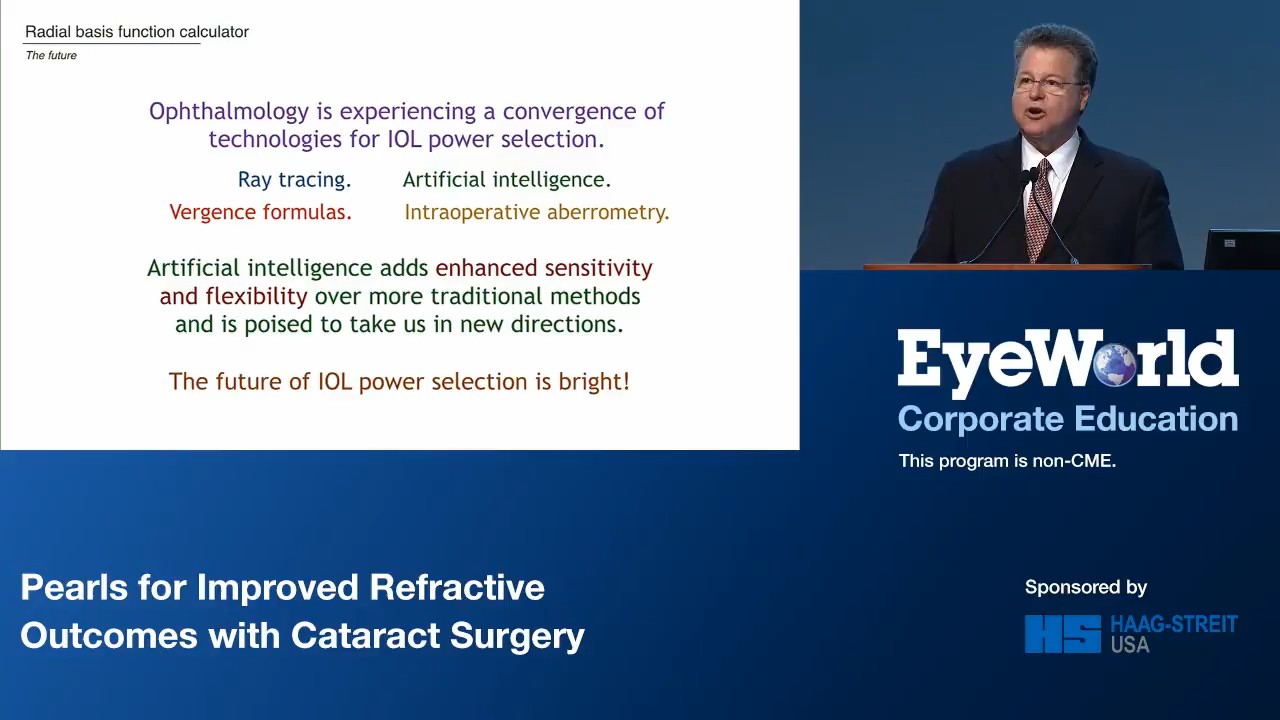 Radial basis function calculator
The future
Ophthalmology is experiencing a convergence of
technologies for IOL power selection.
Ray tracing. Artificial intelligence.
Vergence formulas. Intraoperative aberrometry.
Artificial intelligence adds enhanced sensitivity
and flexibility over more traditional methods
and is poised to take us in new directions.
The future of IOL power selection is bright!
EyeWorld
Corporate Education
This program is non-CME.
Pearls for Improved Refractive
Outcomes with Cataract Surgery
Sponsored by
HS HAAG-STREIT
USA